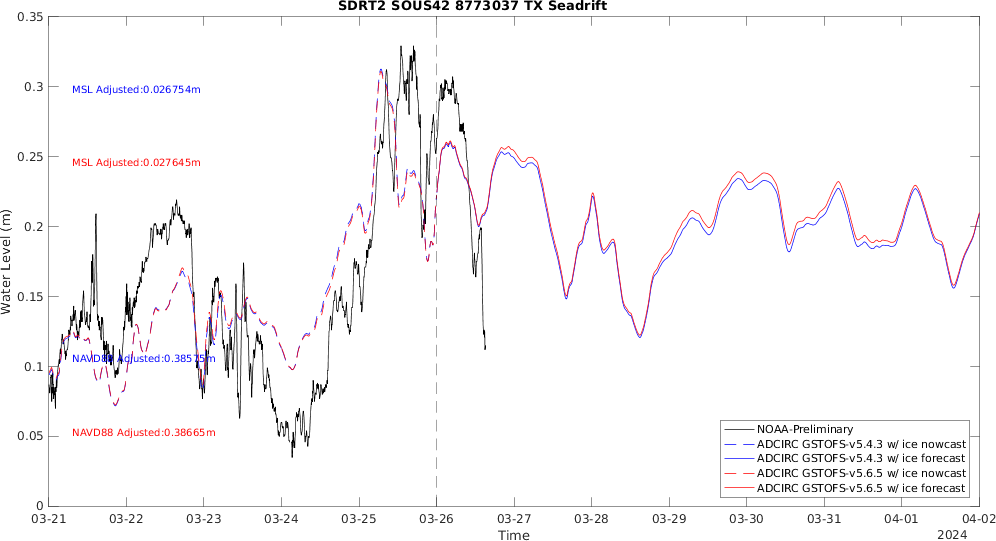 SDRT2 SOUS42 8773037 TX Seadrift
0.35
0.3
0.25
0.2
0.15
0.1
0.05
0
Water Level (m)
MSL Adjusted:0.026754m
MSL Adjusted:0.027645m
NAVD88 Adjusted:0.38575m
NAVD88 Adjusted:0.38665m
NOAA-Preliminary
ADCIRC GSTOFS-v5.4.3 w/ ice nowcast
ADCIRC GSTOFS-v5.4.3 w/ ice forecast
ADCIRC GSTOFS-v5.6.5 w/ ice nowcast
ADCIRC GSTOFS-v5.6.5 w/ ice forecast
03-21 03-22 03-23 03-24 03-25 03-26 03-27 03-28 03-29 03-30 03-31 04-01 04-02
Time
2024